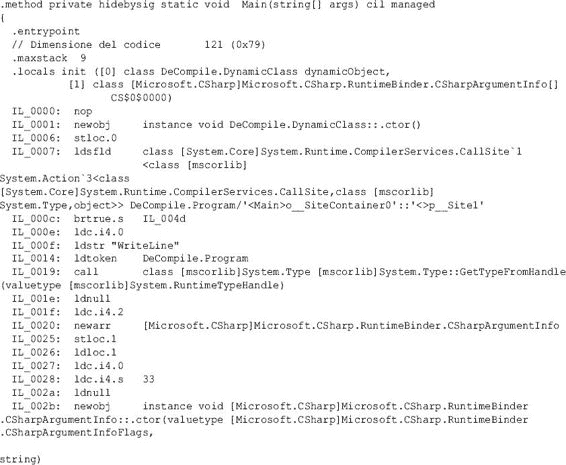 .method private hidebysig static void  Main(string[] args) cil managed
{
  .entrypoint
  // Dimensione del codice       121 (0x79)
  .maxstack  9
  .locals init ([0] class DeCompile.DynamicClass dynamicObject,
           [1] class [Microsoft.CSharp]Microsoft.CSharp.RuntimeBinder.CSharpArgumentInfo[]
                CS$0$0000)
  IL_0000:  nop
  IL_0001:  newobj     instance void DeCompile.DynamicClass::.ctor()
  IL_0006:  stloc.0
  IL_0007:  ldsfld     class [System.Core]System.Runtime.CompilerServices.CallSite`1
                       <class [mscorlib]
System.Action`3<class
[System.Core]System.Runtime.CompilerServices.CallSite,class [mscorlib]
System.Type,object>> DeCompile.Program/'<Main>o__SiteContainer0'::'<>p__Site1'
  IL_000c:  brtrue.s   IL_004d
  IL_000e:  ldc.i4.0
  IL_000f:  ldstr "WriteLine"
  IL_0014:  ldtoken    DeCompile.Program
  IL_0019:  call       class [mscorlib]System.Type [mscorlib]System.Type::GetTypeFromHandle
(valuetype [mscorlib]System.RuntimeTypeHandle)
  IL_001e:  ldnull
  IL_001f:  ldc.i4.2
  IL_0020:  newarr     [Microsoft.CSharp]Microsoft.CSharp.RuntimeBinder.CSharpArgumentInfo
  IL_0025:  stloc.1
  IL_0026:  ldloc.1
  IL_0027:  ldc.i4.0
  IL_0028:  ldc.i4.s   33
  IL_002a:  ldnull
  IL_002b:  newobj     instance void [Microsoft.CSharp]Microsoft.CSharp.RuntimeBinder
.CSharpArgumentInfo::.ctor(valuetype [Microsoft.CSharp]Microsoft.CSharp.RuntimeBinder
.CSharpArgumentInfoFlags,
string)